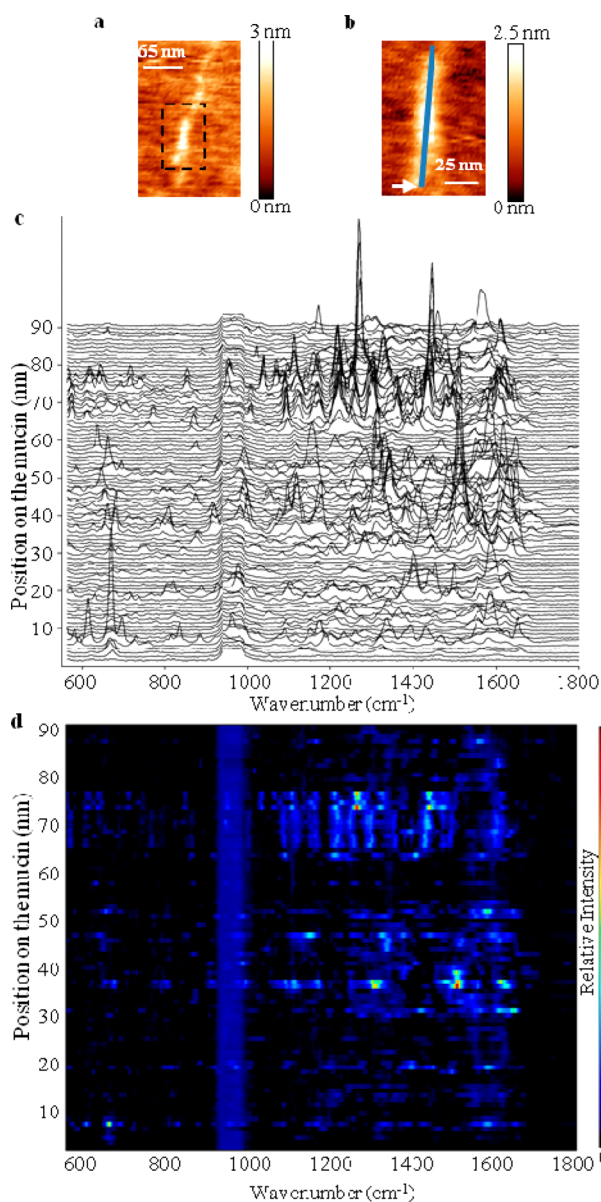 a
b
3 nm
2.5 nm
65 nm
25 nm
0 nm
0 nm
c
Position on the mucin (nm)
90
80
70
60
50
40
30
20
10
600 800 1000 1200 1400 1600 1800
Wavenumber (cm-1)
d
Position on the mucin (nm)
90
80
70
60
50
40
30
20
10
Relative Intensity
600 800 1000 1200 1400 1600 1800
Wavenumber (cm-1)